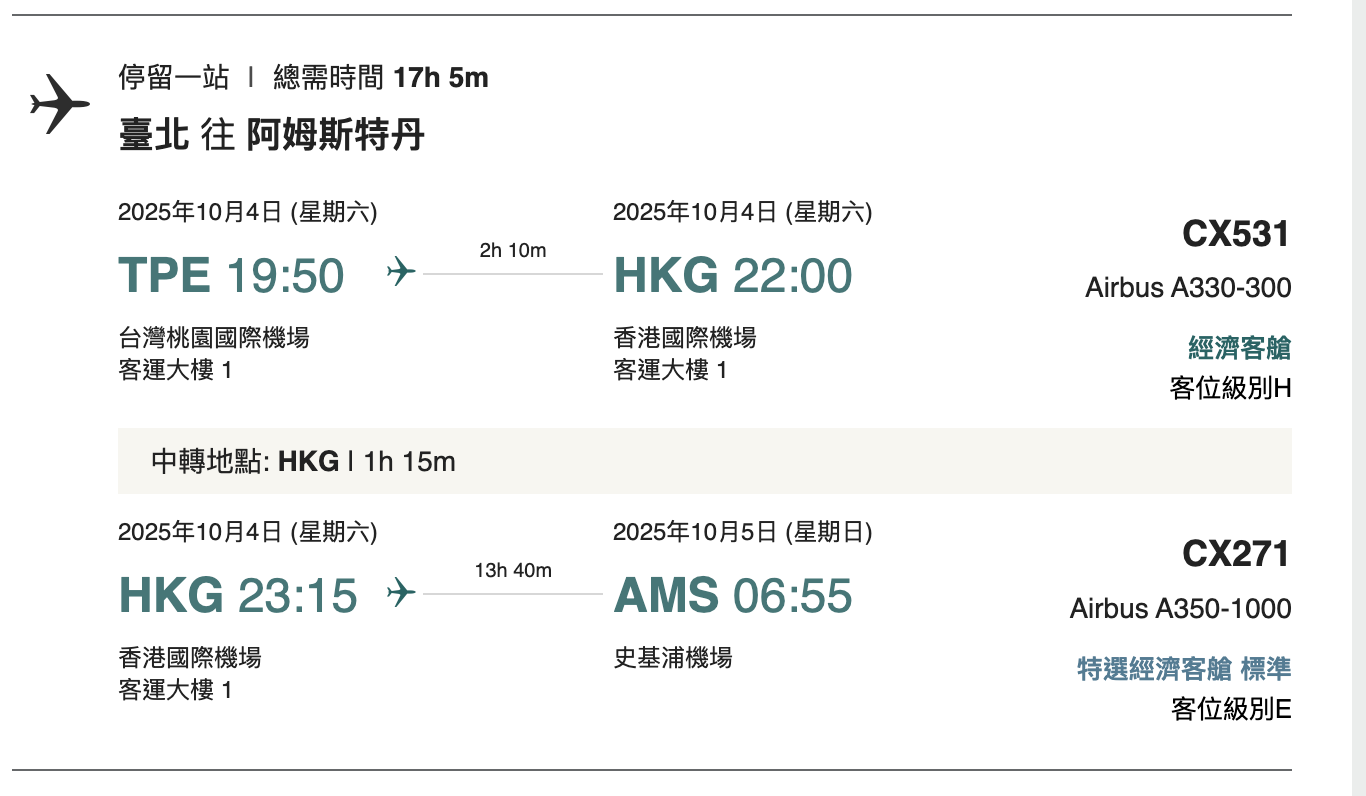 停留一站 | 總需時間 17h 5m
臺北 往 阿姆斯特丹
2025年10月4日 (星期六)
TPE 19:50
台灣桃園國際機場
客運大樓 1
2h 10m
2025年10月4日 (星期六)
HKG 22:00
香港國際機場
客運大樓 1
CX531
Airbus A330-300
經濟客艙
客位級別H
中轉地點: HKG | 1h 15m
2025年10月4日 (星期六)
HKG 23:15
香港國際機場
客運大樓 1
13h 40m
2025年10月5日 (星期日)
AMS 06:55
史基浦機場
CX271
Airbus A350-1000
特選經濟客艙 標準
客位級別E